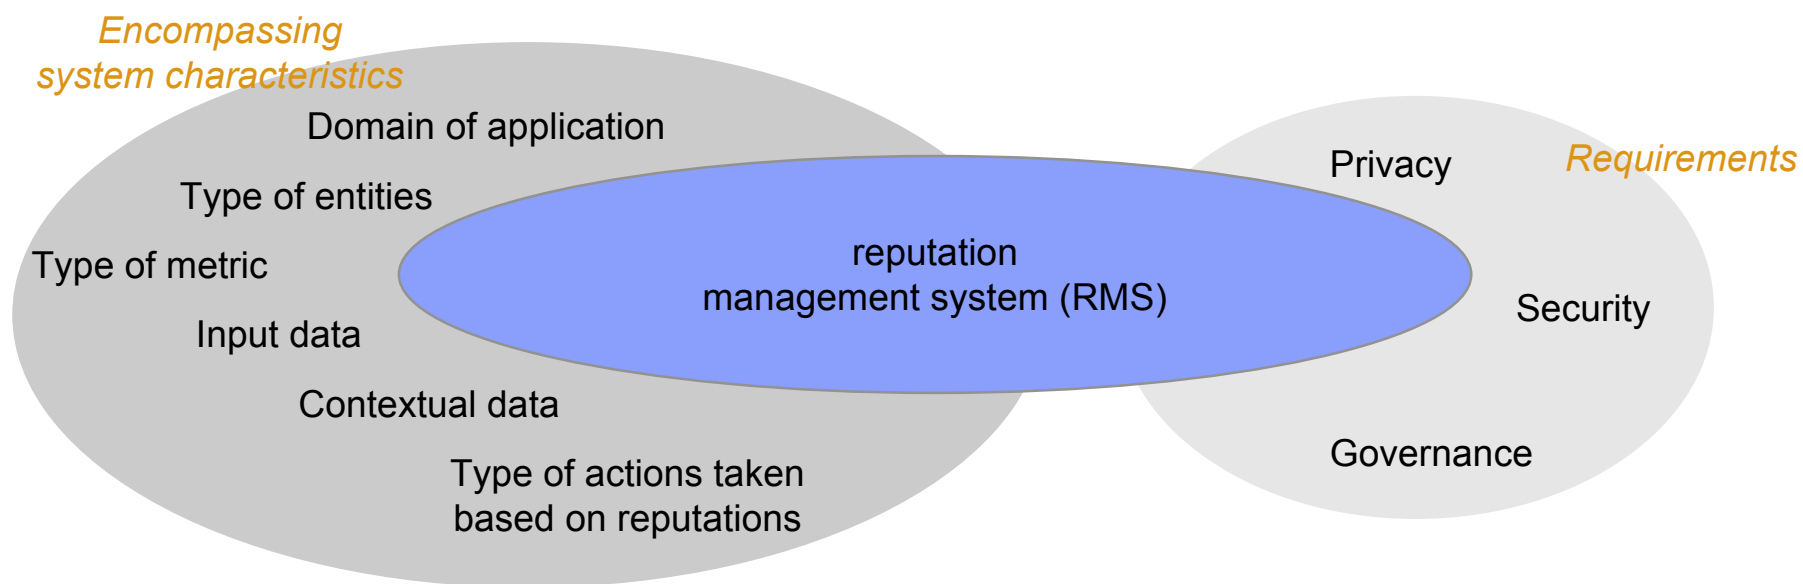 Encompassing
system characteristics
Domain of application
Type of entities
Type of metric
Input data
Contextual data
Type of actions taken
based on reputations
reputation
management system (RMS)
Privacy
Requirements
Security
Governance